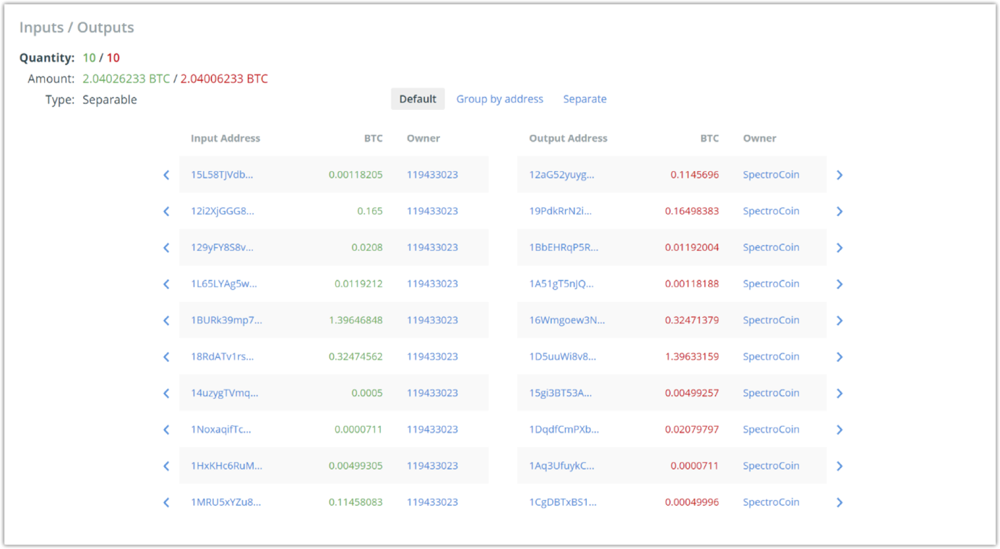 Inputs / Outputs
Quantity: 10 / 10
Amount: 2.04026233 BTC / 2.04006233 BTC
Type: Separable
Default Group by address Separate
Input Address BTC Owner Output Address BTC Owner
15L58TJVdb... 0.00118205 119433023 12aG52yuyg... 0.1145696 SpectroCoin
12i2XjGGG8... 0.165 119433023 19PdkRrN2i... 0.16498383 SpectroCoin
129yFY8S8v... 0.0208 119433023 1BbEHRqP5R... 0.01192004 SpectroCoin
1L65LYAg5w... 0.0119212 119433023 1A51gT5nJQ... 0.00118188 SpectroCoin
1BURk39mp7... 1.39646848 119433023 16Wmgoew3N... 0.32471379 SpectroCoin
18RdATv1rs... 0.32474562 119433023 1D5uuWi8v8... 1.39633159 SpectroCoin
14uzygTVmq... 0.0005 119433023 15gi3BT53A... 0.00499257 SpectroCoin
1NoxaqifTc... 0.0000711 119433023 1DqdfCmPXb... 0.02079797 SpectroCoin
1HxKHc6RuM... 0.00499305 119433023 1Aq3UfuykC... 0.0000711 SpectroCoin
1MRU5xYZu8... 0.11458083 119433023 1CgDBTxBS1... 0.00049996 SpectroCoin